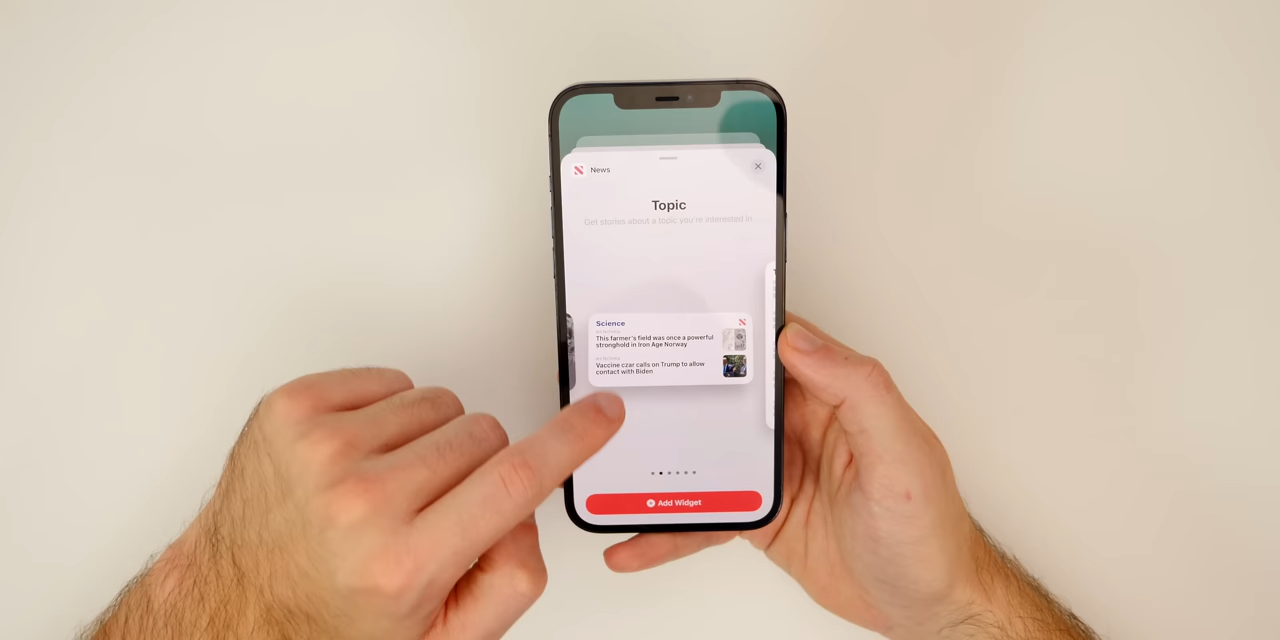 News
Topic
Get stories about a topic you're interested in
Science
This farmer's field was once a powerful
stronghold in Iron Age Norway
Vaccine czar calls on Trump to allow
contact with Biden
Add Widget